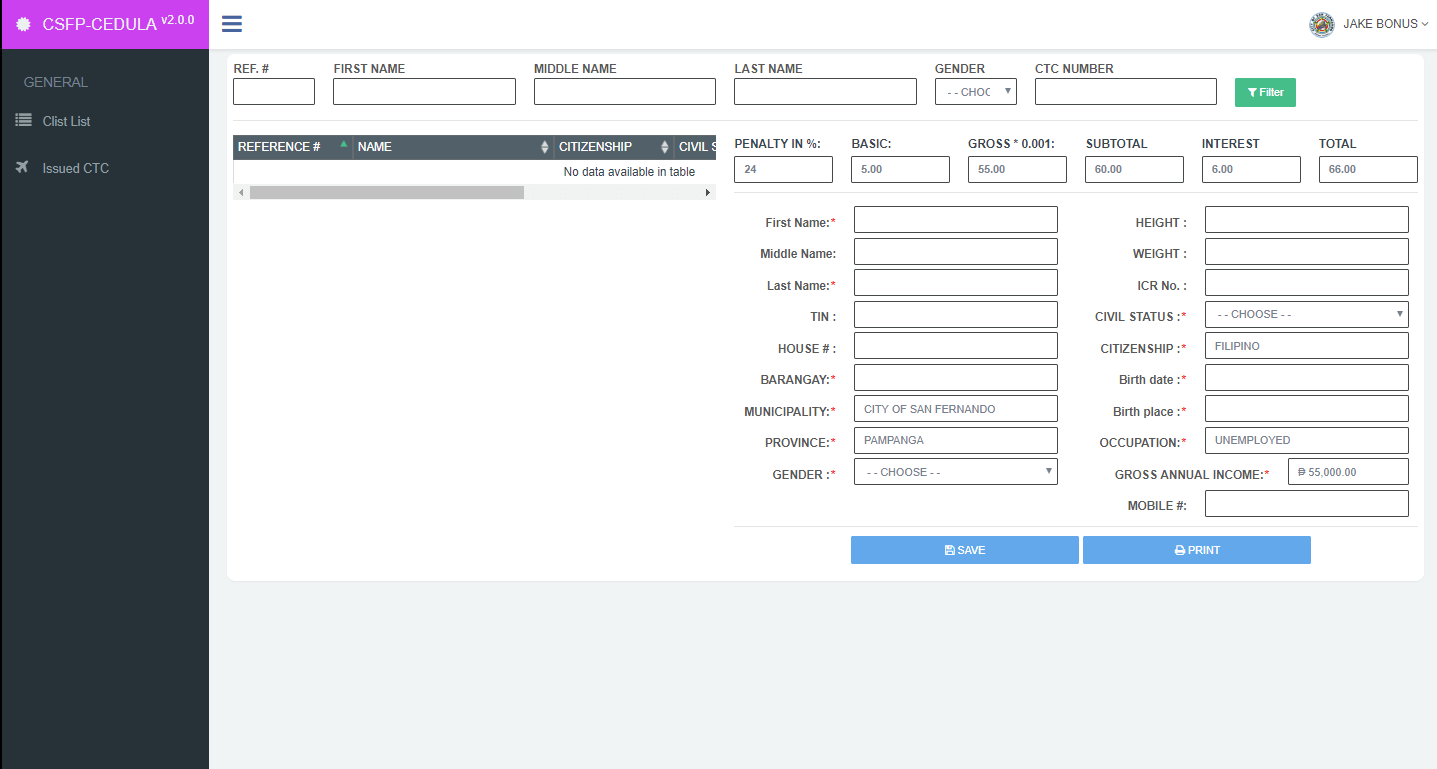 CSFP-CEDULA v2.0.0
JAKE BONUS
GENERAL
Clist List
Issued CTC
REF. # FIRST NAME MIDDLE NAME LAST NAME GENDER CTC NUMBER
- - CHOC
Filter
REFERENCE # NAME CITIZENSHIP CIVIL S
No data available in table
PENALTY IN %: BASIC: GROSS * 0.001: SUBTOTAL INTEREST TOTAL
24 5.00 55.00 60.00 6.00 66.00
First Name:* HEIGHT :
Middle Name: WEIGHT :
Last Name:* ICR No. :
TIN : CIVIL STATUS :* - - CHOOSE - -
HOUSE # : CITIZENSHIP :* FILIPINO
BARANGAY:* Birth date :*
MUNICIPALITY:* CITY OF SAN FERNANDO Birth place :*
PROVINCE:* PAMPANGA OCCUPATION:* UNEMPLOYED
GENDER :* - - CHOOSE - - GROSS ANNUAL INCOME:* ₱ 55,000.00
MOBILE #:
SAVE PRINT